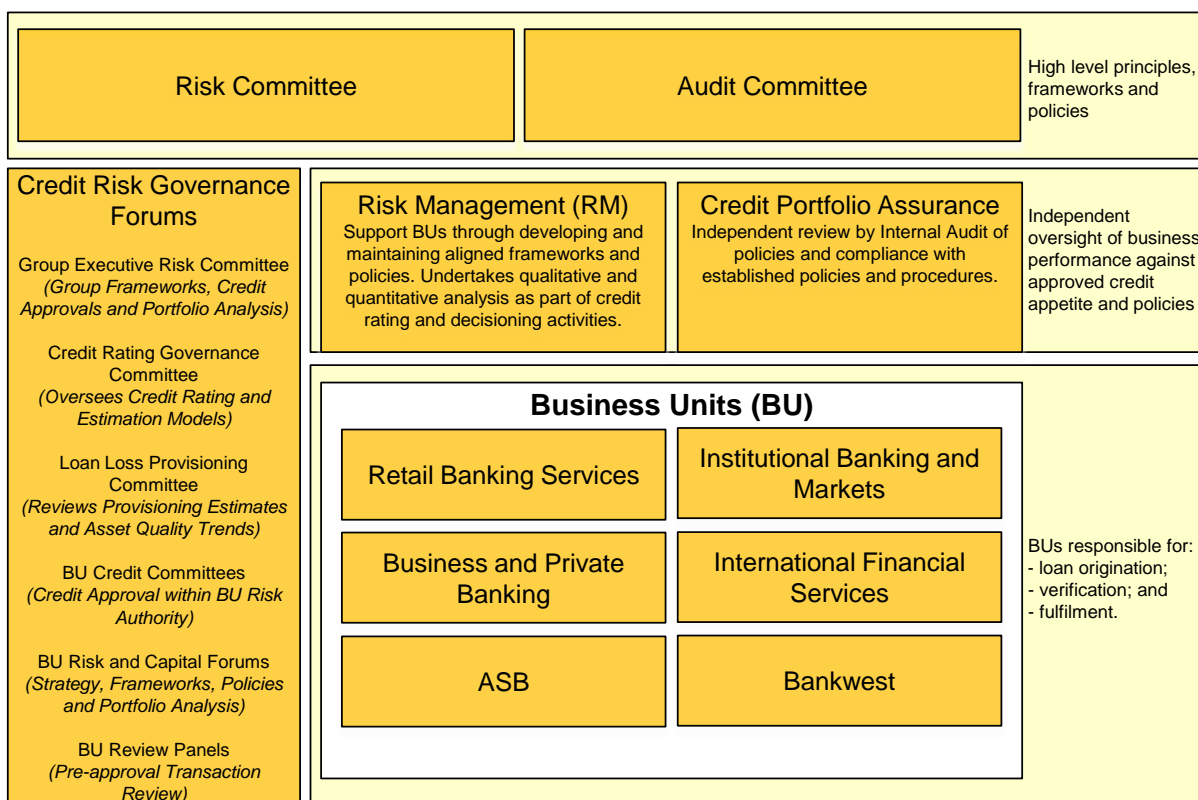 Risk Committee
Audit Committee
High level principles,
frameworks and
policies
Credit Risk Governance
Forums
Group Executive Risk Committee
(Group Frameworks, Credit
Approvals and Portfolio Analysis)
Credit Rating Governance
Committee
(Oversees Credit Rating and
Estimation Models)
Loan Loss Provisioning
Committee
(Reviews Provisioning Estimates
and Asset Quality Trends)
BU Credit Committees
(Credit Approval within BU Risk
Authority)
BU Risk and Capital Forums
(Strategy, Frameworks, Policies
and Portfolio Analysis)
BU Review Panels
(Pre-approval Transaction
Review)
Risk Management (RM)
Support BUs through developing and
maintaining aligned frameworks and
policies. Undertakes qualitative and
quantitative analysis as part of credit
rating and decisioning activities.
Credit Portfolio Assurance
Independent review by Internal Audit of
policies and compliance with
established policies and procedures.
Independent
oversight of business
performance against
approved credit
appetite and policies
Business Units (BU)
Retail Banking Services
Institutional Banking and
Markets
Business and Private
Banking
International Financial
Services
ASB
Bankwest
BUs responsible for:
- loan origination;
- verification; and
- fulfilment.